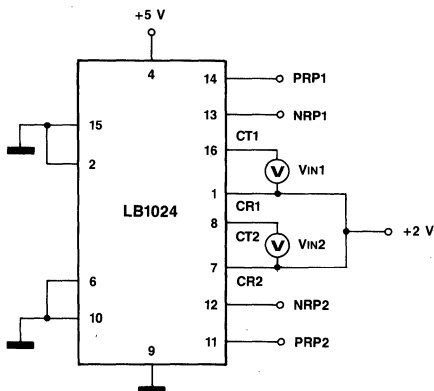 +5 V
4
14 PRP1
13 NRP1
15
16 CT1
VIN1
2
1 CR1
LB1024
8 CT2
+2 V
VIN2
7 CR2
6
12 NRP2
10
11 PRP2
9